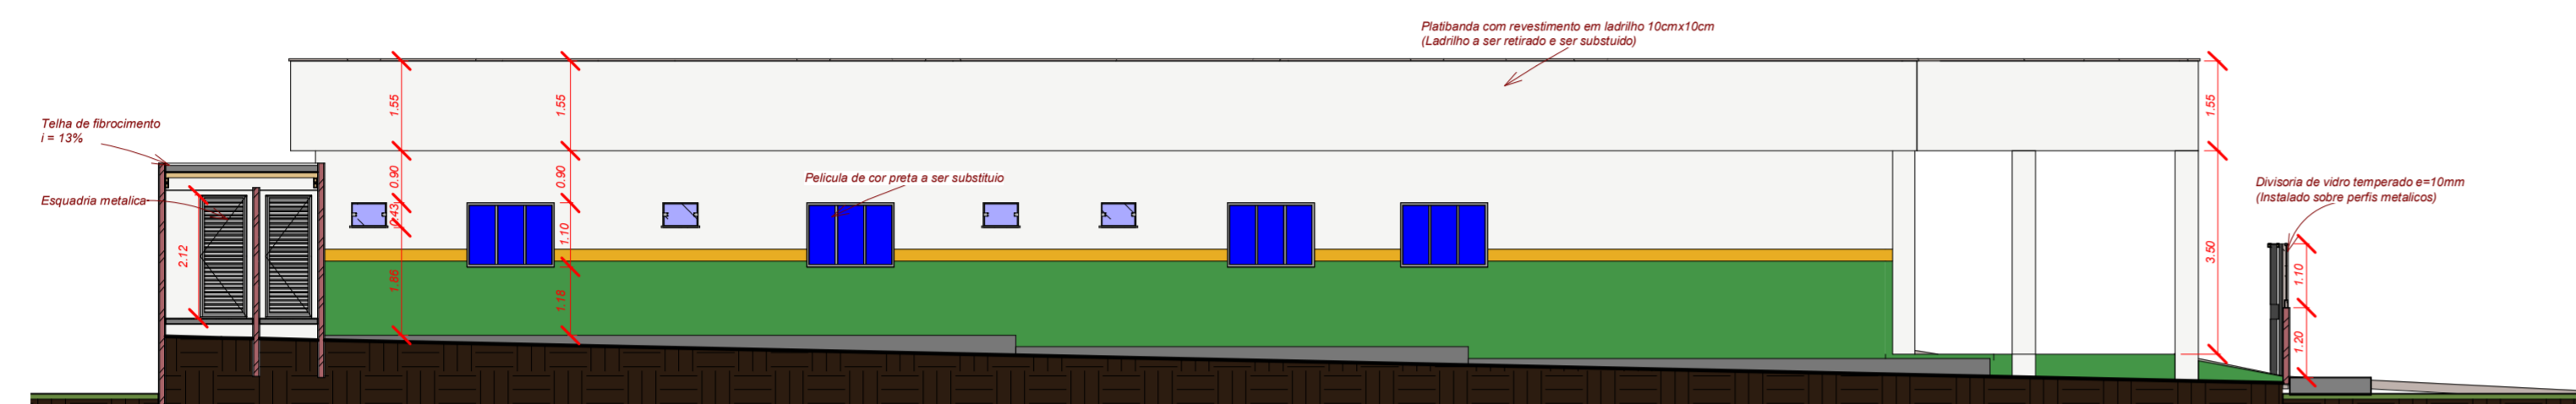 Platibanda com revestimento em ladrilho 10cmx10cm
(Ladrilho a ser retirado e ser substuido)
1.55
1.55
1.55
Telha de fibrocimento
i = 13%
0.90
0.90
Pelicula de cor preta a ser substituio
Divisoria de vidro temperado e=10mm
(Instalado sobre perfis metalicos)
Esquadria metalica
0.43
1.10
2.12
3.50
1.10
1.86
1.18
1.20